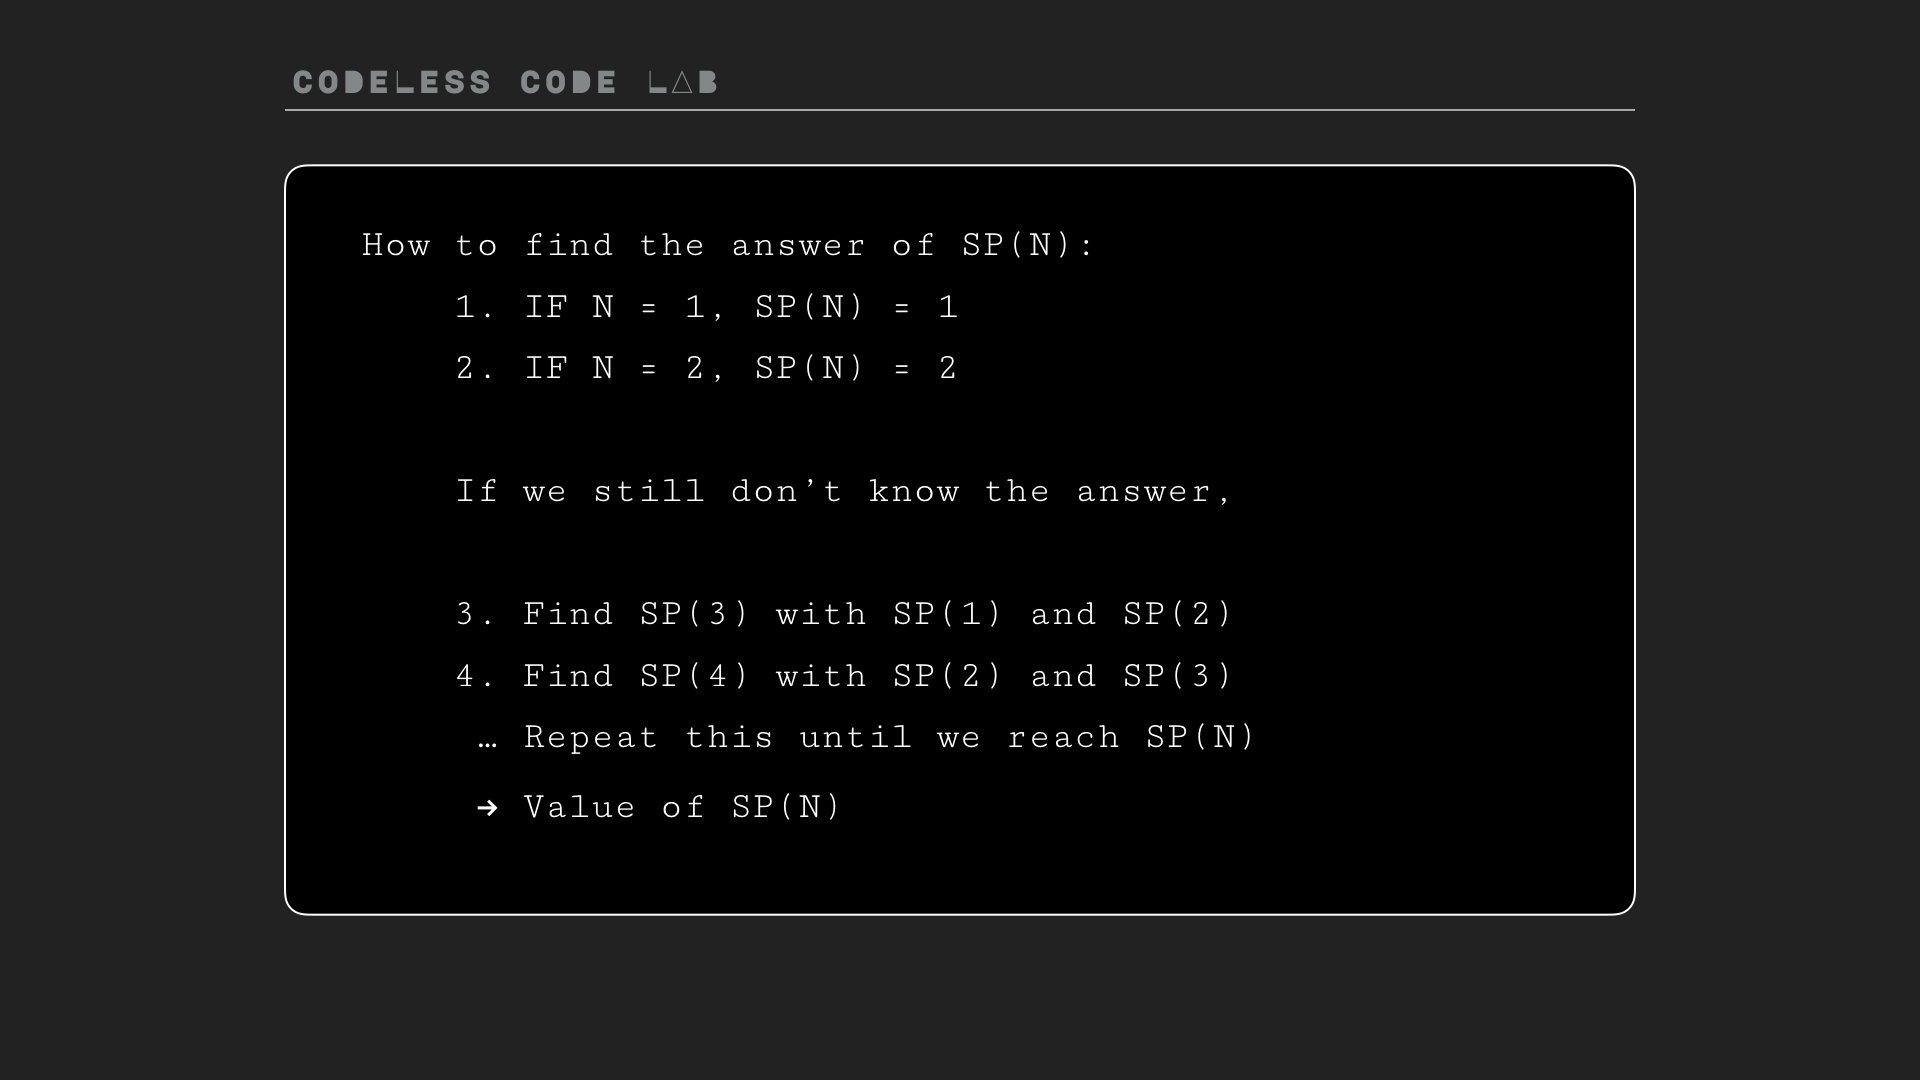 CODELESS CODE LAB
How to find the answer of SP(N):
1. IF N = 1, SP(N) = 1
2. IF N = 2, SP(N) = 2
If we still don’t know the answer,
3. Find SP(3) with SP(1) and SP(2)
4. Find SP(4) with SP(2) and SP(3)
… Repeat this until we reach SP(N)
→ Value of SP(N)